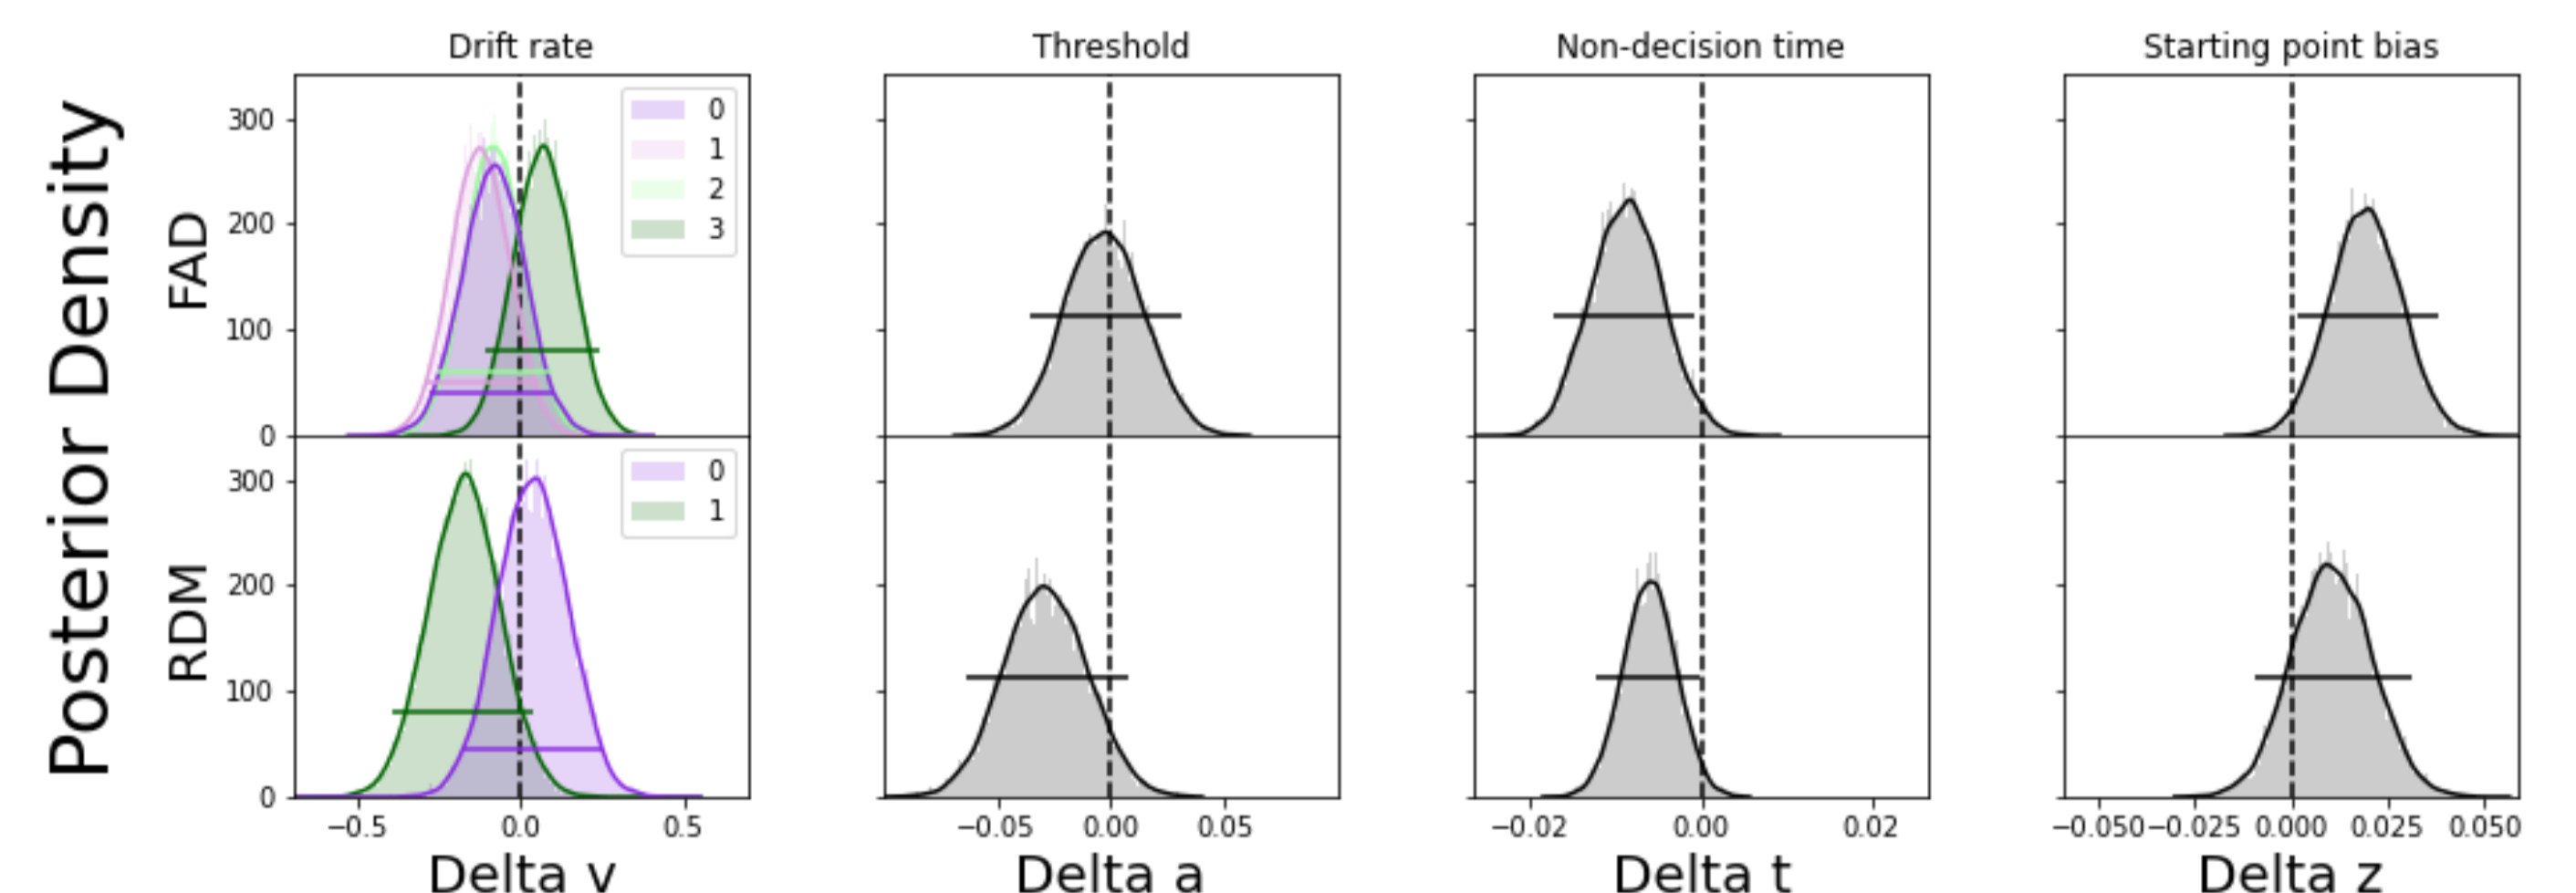 Drift rate
Threshold
Non-decision time
Starting point bias
Posterior Density
FAD
300
200
100
0
0
1
2
3
RDM
300
200
100
0
0
1
−0.5 0.0 0.5
−0.05 0.00 0.05
−0.02 0.00 0.02
−0.050 −0.025 0.000 0.025 0.050
Delta v
Delta a
Delta t
Delta z